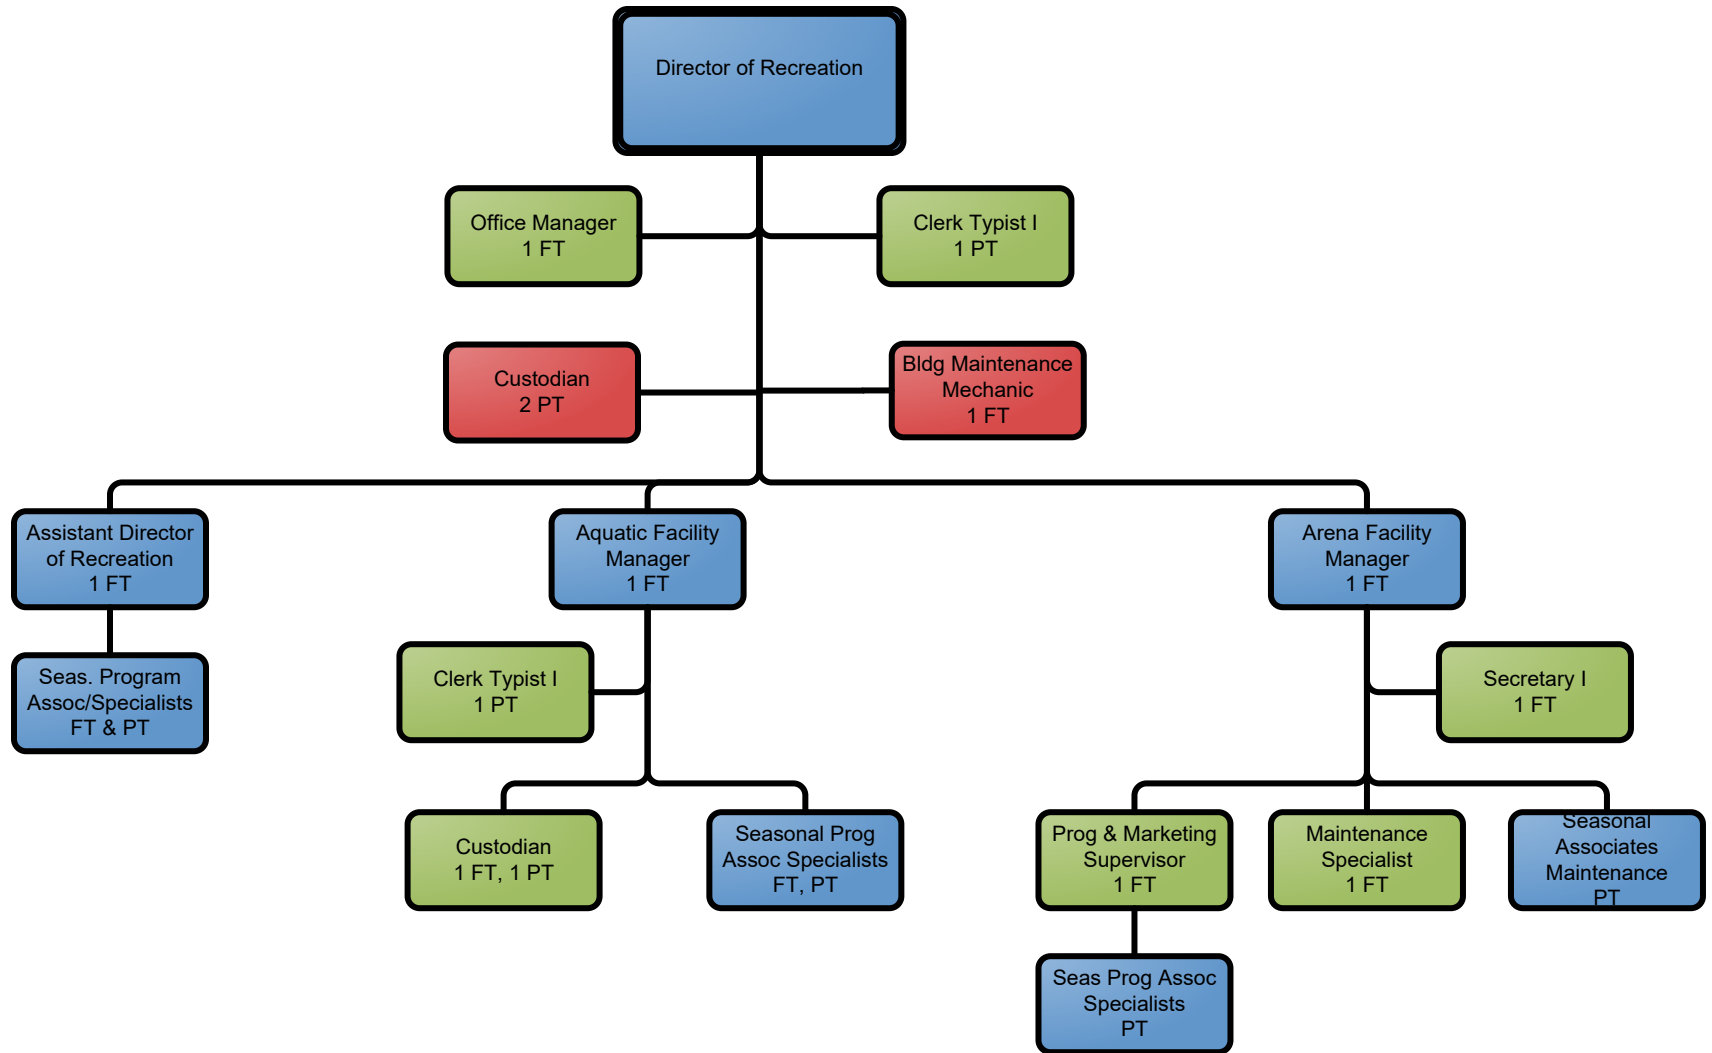 Director of Recreation
Office Manager
1 FT
Clerk Typist I
1 PT
Custodian
2 PT
Bldg Maintenance
Mechanic
1 FT
Assistant Director
of Recreation
1 FT
Aquatic Facility
Manager
1 FT
Arena Facility
Manager
1 FT
Seas. Program
Assoc/Specialists
FT & PT
Clerk Typist I
1 PT
Secretary I
1 FT
Custodian
1 FT, 1 PT
Seasonal Prog
Assoc Specialists
FT, PT
Prog & Marketing
Supervisor
1 FT
Maintenance
Specialist
1 FT
Seasonal
Associates
Maintenance
PT
Seas Prog Assoc
Specialists
PT